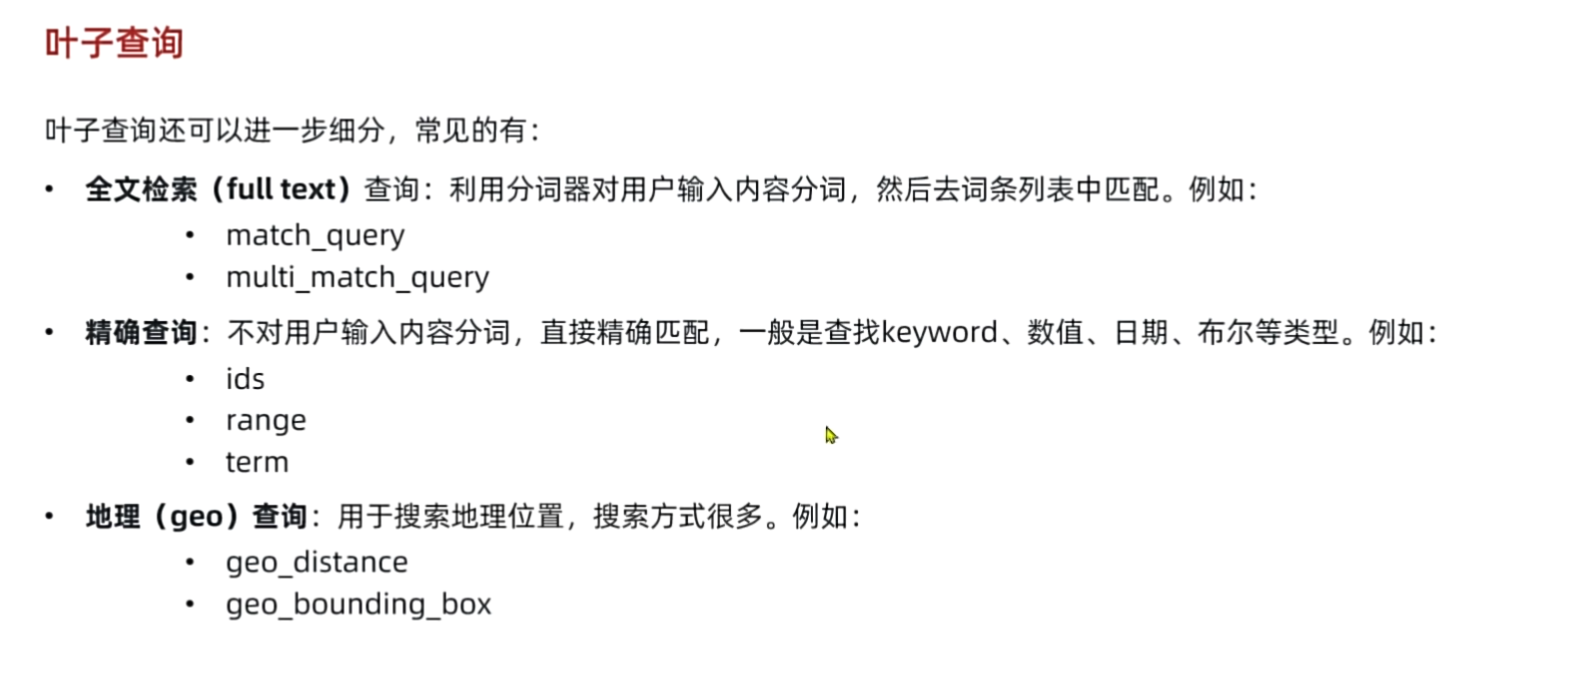 叶子查询
叶子查询还可以进一步细分，常见的有：
• 全文检索（full text）查询：利用分词器对用户输入内容分词，然后去词条列表中匹配。例如：
• match_query
• multi_match_query
• 精确查询：不对用户输入内容分词，直接精确匹配，一般是查找keyword、数值、日期、布尔等类型。例如：
• ids
• range
• term
• 地理（geo）查询：用于搜索地理位置，搜索方式很多。例如：
• geo_distance
• geo_bounding_box